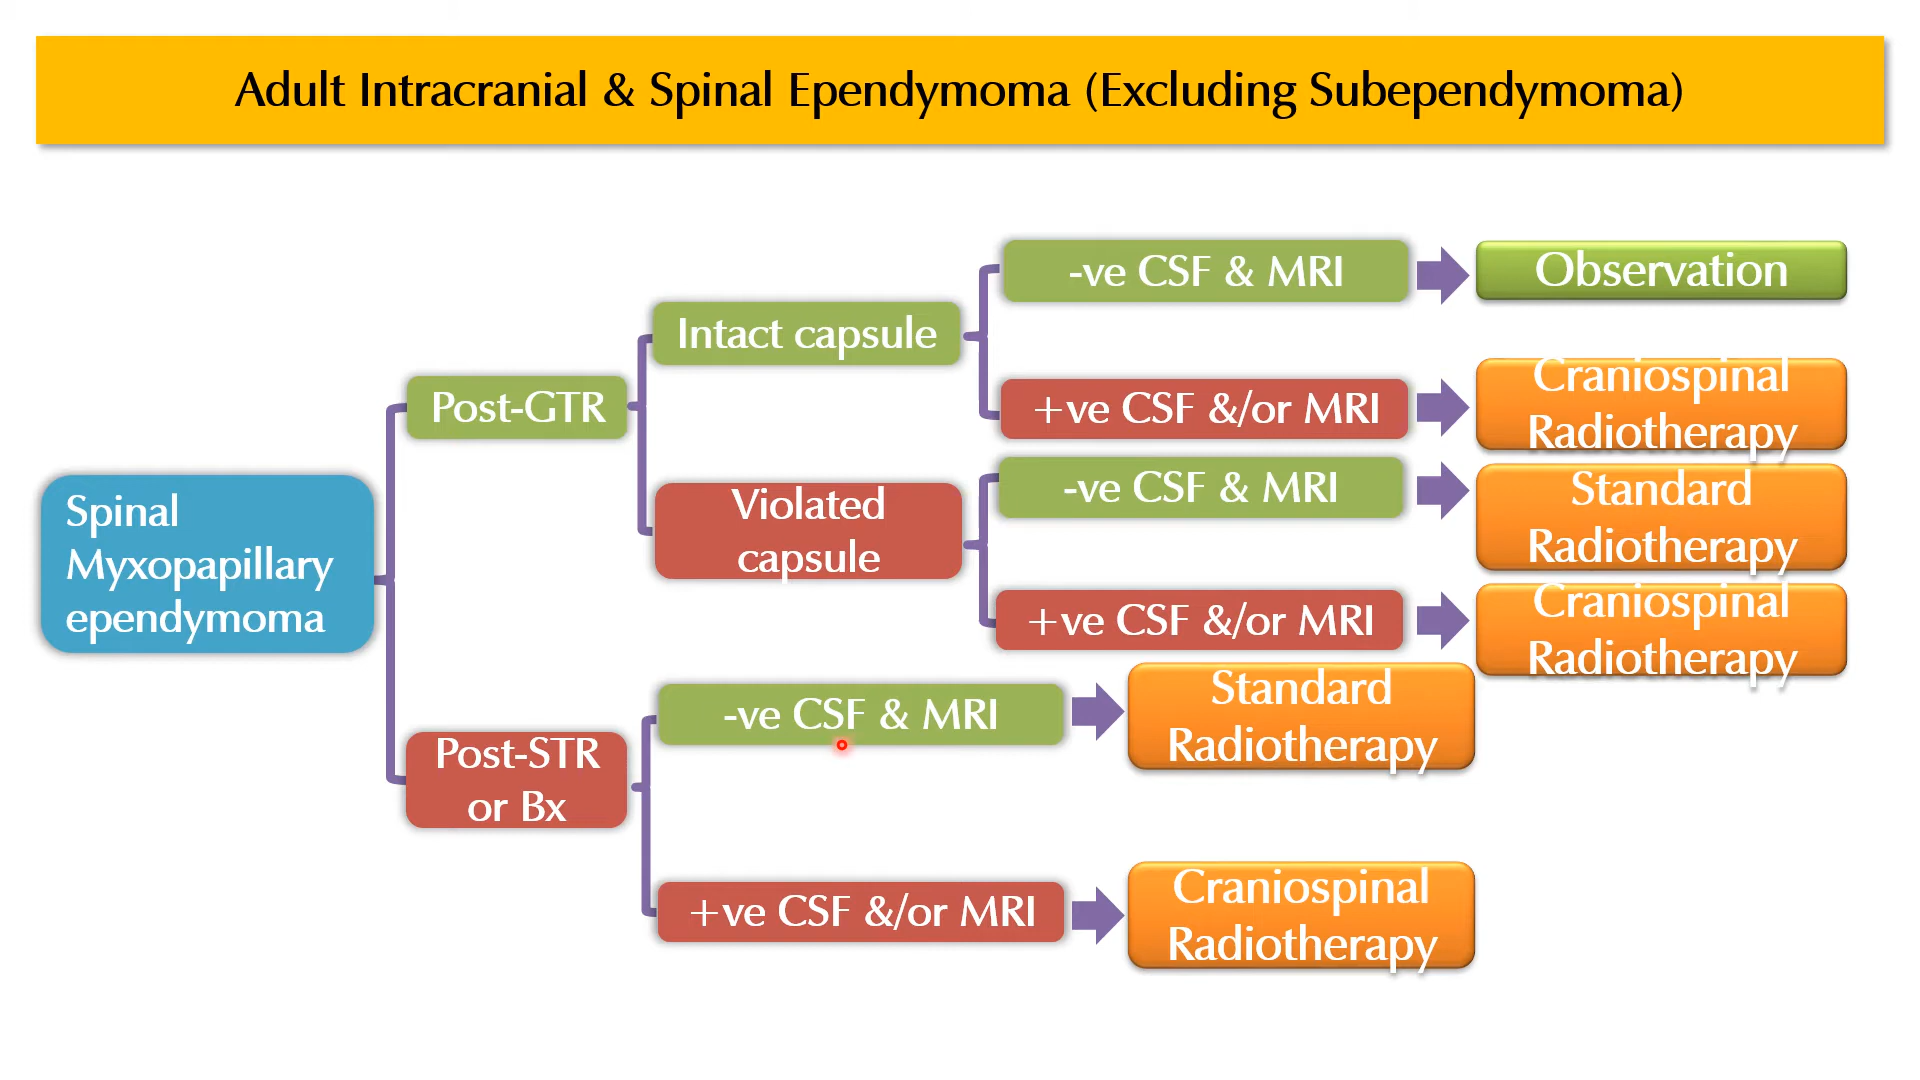 Adult Intracranial & Spinal Ependymoma (Excluding Subependymoma)
Spinal
Myxopapillary
ependymoma
Post-GTR
Intact capsule
-ve CSF & MRI
Observation
+ve CSF &/or MRI
Craniospinal
Radiotherapy
Violated
capsule
-ve CSF & MRI
Standard
Radiotherapy
+ve CSF &/or MRI
Craniospinal
Radiotherapy
Post-STR
or Bx
-ve CSF & MRI
Standard
Radiotherapy
+ve CSF &/or MRI
Craniospinal
Radiotherapy